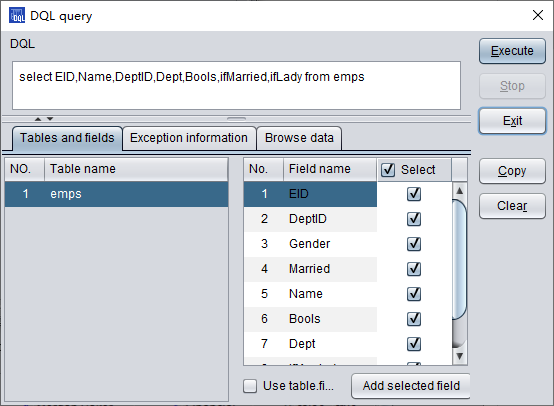 DQL query
DQL
Execute
select EID,Name,DeptID,Dept,Bools,ifMarried,ifLady from emps
Stop
Exit
Tables and fields Exception information Browse data
NO. Table name No. Field name Select
Copy
1 emps 1 EID
2 DeptID
Clear
3 Gender
4 Married
5 Name
6 Bools
7 Dept
Use table.fi... Add selected field